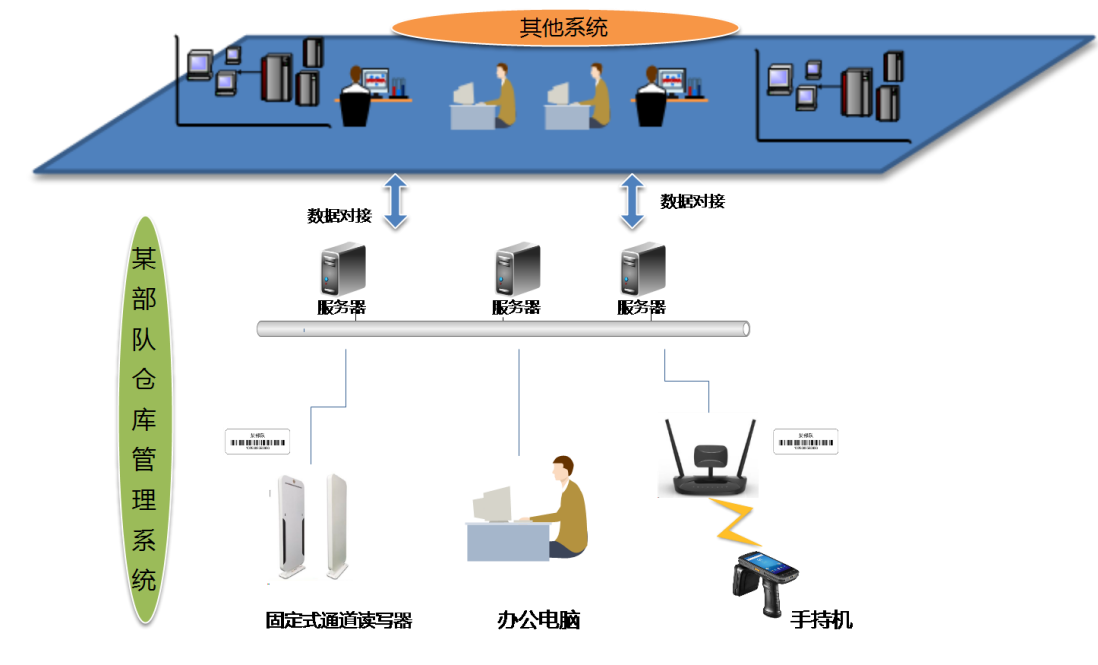 其他系统
数据对接
数据对接
某部队仓库管理系统
服务器
服务器
服务器
固定式通道读写器
办公电脑
手持机